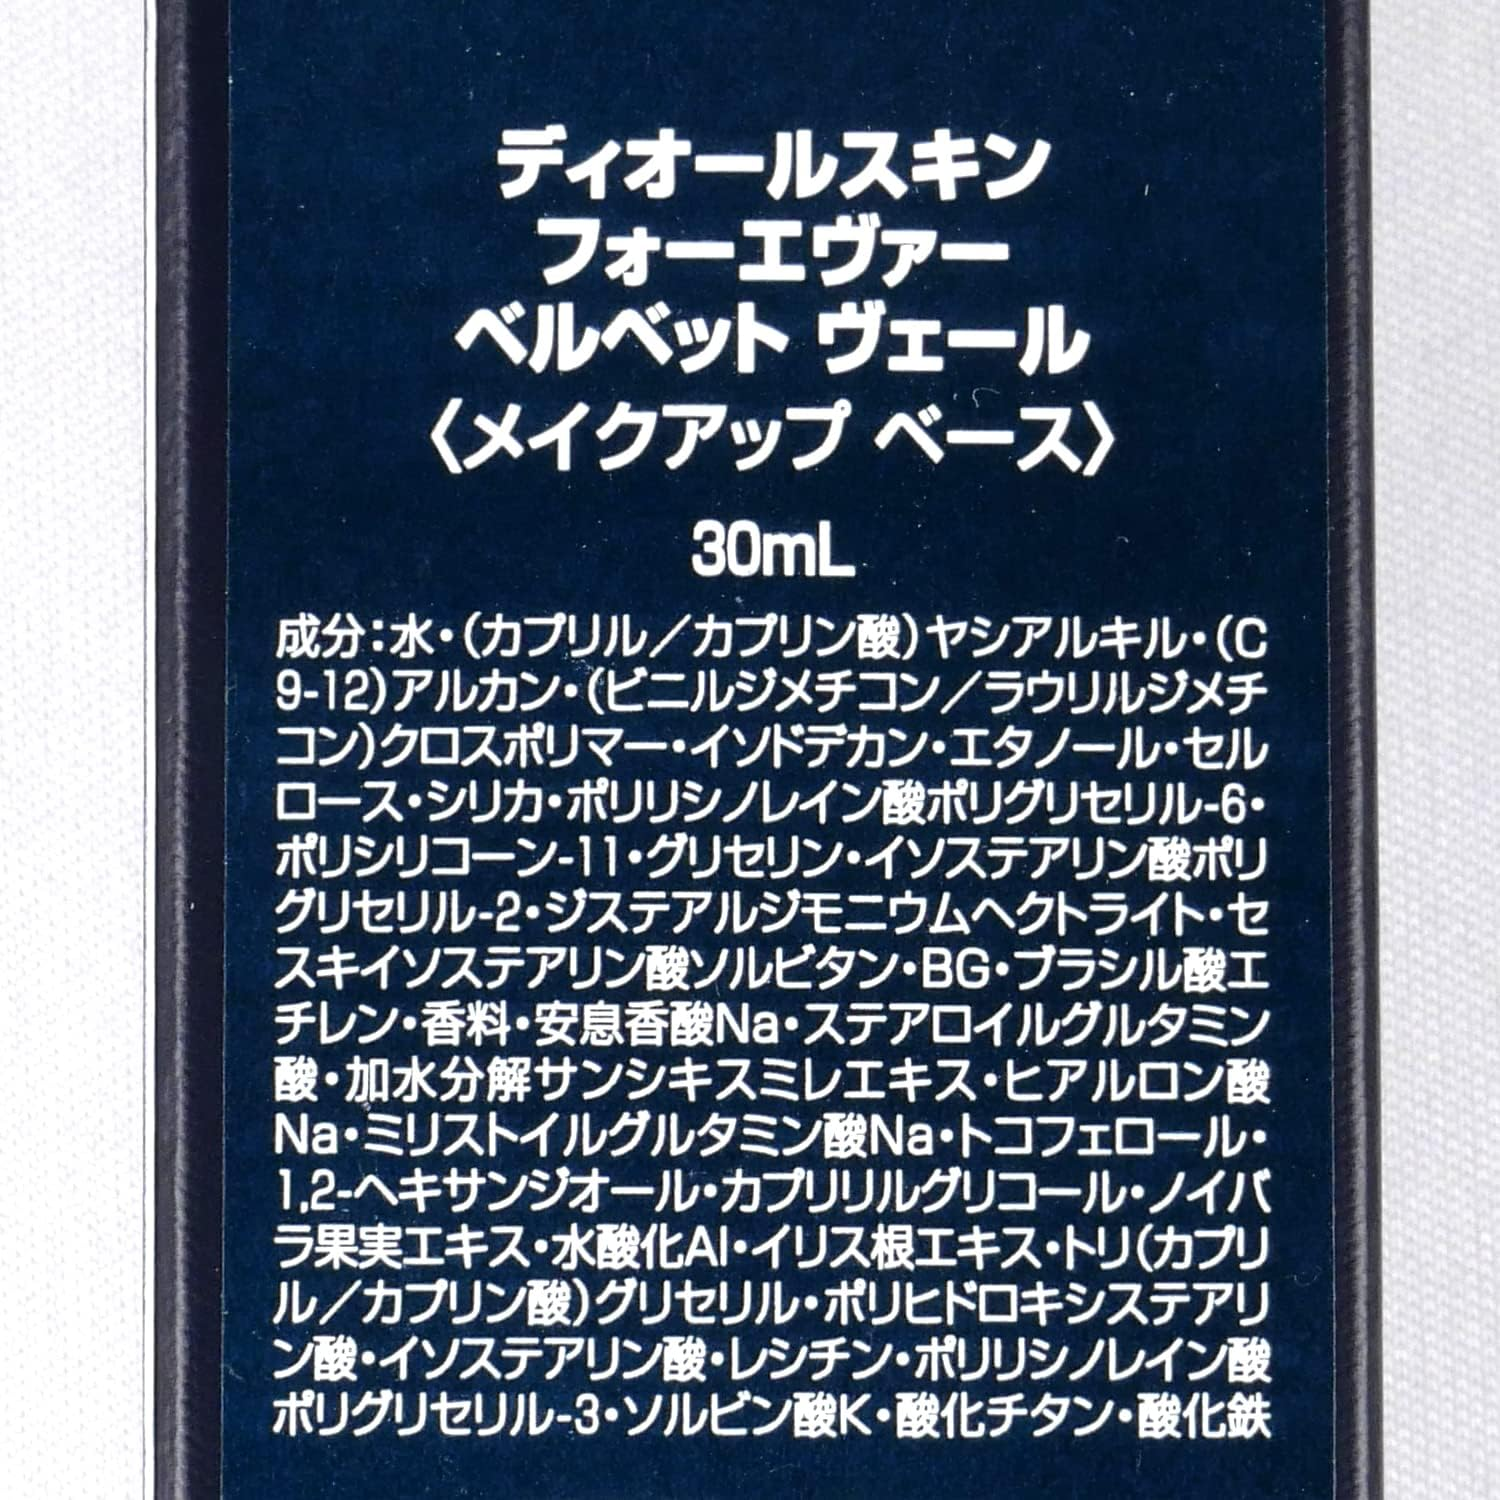 ディオールスキン
フォーエヴァー
ベルベット ヴェール
〈メイクアップ ベース〉
30mL
成分：水・（カプリル／カプリン酸）ヤシアルキル・（C
9-12）アルカン・（ビニルジメチコン／ラウリルジメチ
コン）クロスポリマー・イソドデカン・エタノール・セル
ロース・シリカ・ポリリシノレイン酸ポリグリセリル-6・
ポリシリコーン-11・グリセリン・イソステアリン酸ポリ
グリセリル-2・ジステアルジモニウムヘクトライト・セ
スキイソステアリン酸ソルビタン・BG・ブラシル酸エ
チレン・香料・安息香酸Na・ステアロイルグルタミン
酸・加水分解サンシキスミレエキス・ヒアルロン酸
Na・ミリストイルグルタミン酸Na・トコフェロール・
1,2-ヘキサンジオール・カプリリルグリコール・ノイバ
ラ果実エキス・水酸化Al・イリス根エキス・トリ（カプリ
ル／カプリン酸）グリセリル・ポリヒドロキシステアリ
ン酸・イソステアリン酸・レシチン・ポリリシノレイン酸
ポリグリセリル-3・ソルビン酸K・酸化チタン・酸化鉄